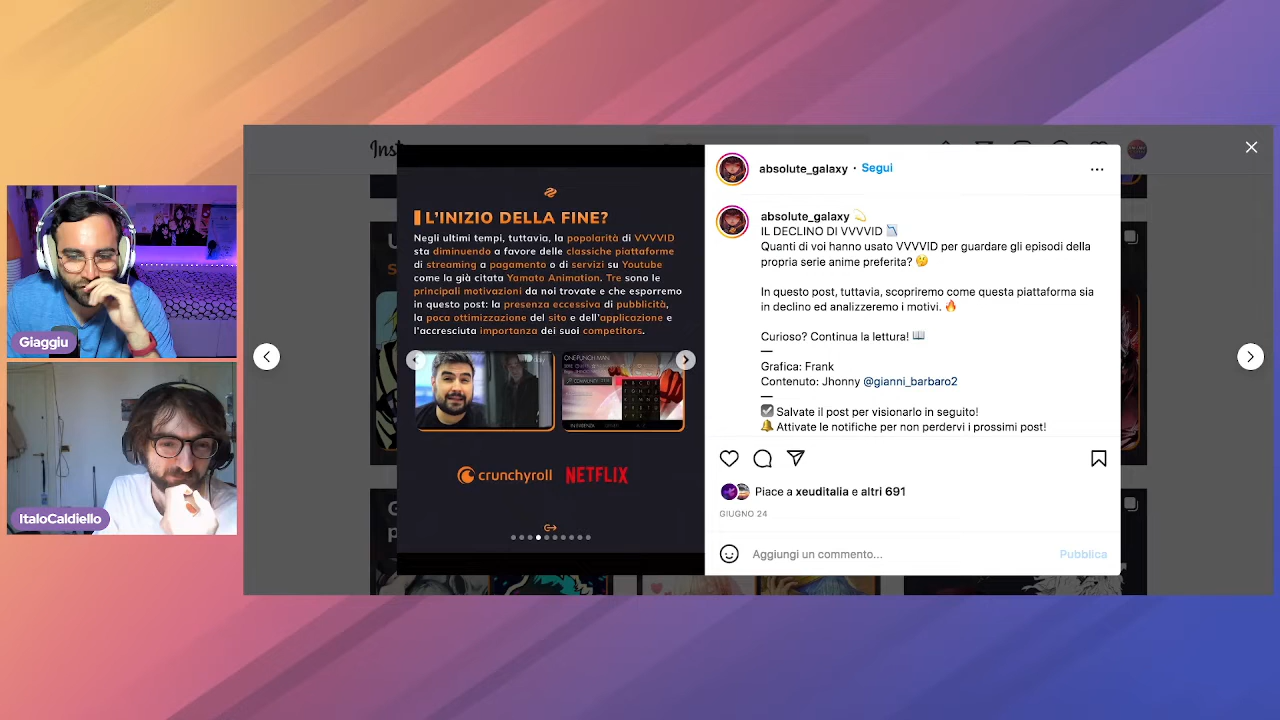 Giaggiu
ItaloCaldiello
Inst
L'INIZIO DELLA FINE?
Negli ultimi tempi, tuttavia, la popolarità di VVVVID
sta diminuendo a favore delle classiche piattaforme
di streaming a pagamento o di servizi su Youtube
come la già citata Yamato Animation. Tre sono le
principali motivazioni da noi trovate e che esporremo
in questo post: la presenza eccessiva di pubblicità,
la poca ottimizzazione del sito e dell'applicazione e
l'accresciuta importanza dei suoi competitors.
ONEPUNCH MAN
COMMUNITY
crunchyroll NETFLIX
absolute_galaxy · Segui
absolute_galaxy 💫
IL DECLINO DI VVVVID 📉
Quanti di voi hanno usato VVVVID per guardare gli episodi della
propria serie anime preferita? 🤔
In questo post, tuttavia, scopriremo come questa piattaforma sia
in declino ed analizzeremo i motivi. 🔥
Curioso? Continua la lettura! 📖
—
Grafica: Frank
Contenuto: Jhonny @gianni_barbaro2
—
☑️ Salvate il post per visionarlo in seguito!
🔔 Attivate le notifiche per non perdervi i prossimi post!
Piace a xeuditalia e altri 691
GIUGNO 24
Aggiungi un commento... Pubblica